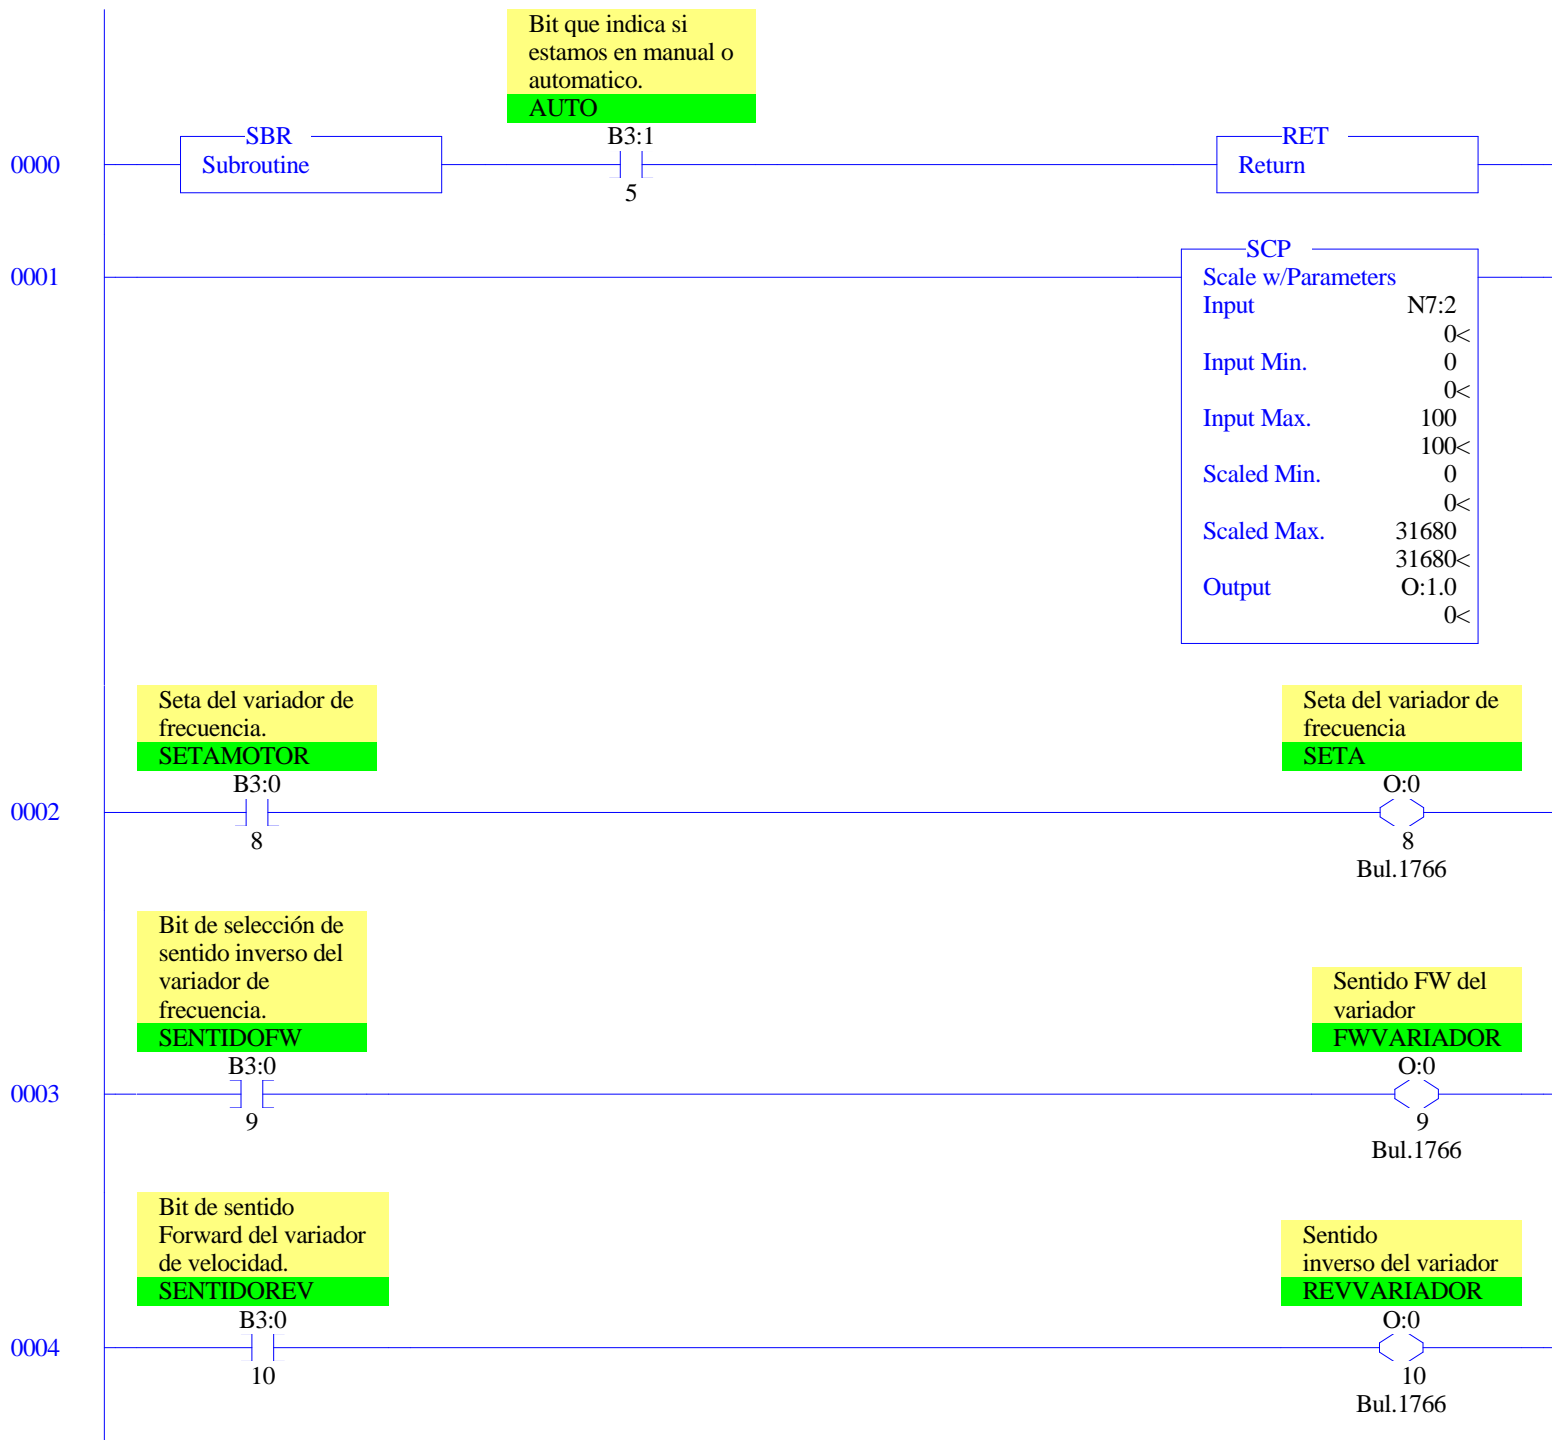 Bit que indica si
estamos en manual o
automatico.
AUTO
B3:1
5
0000
SBR
Subroutine
RET
Return
0001
SCP
Scale w/Parameters
Input N7:2
0<
Input Min. 0
0<
Input Max. 100
100<
Scaled Min. 0
0<
Scaled Max. 31680
31680<
Output O:1.0
0<
Seta del variador de
frecuencia.
SETAMOTOR
B3:0
8
Seta del variador de
frecuencia
SETA
O:0
8
Bul.1766
0002
Bit de selección de
sentido inverso del
variador de
frecuencia.
SENTIDOFW
B3:0
9
Sentido FW del
variador
FWVARIADOR
O:0
9
Bul.1766
0003
Bit de sentido
Forward del variador
de velocidad.
SENTIDOREV
B3:0
10
Sentido
inverso del variador
REVVARIADOR
O:0
10
Bul.1766
0004